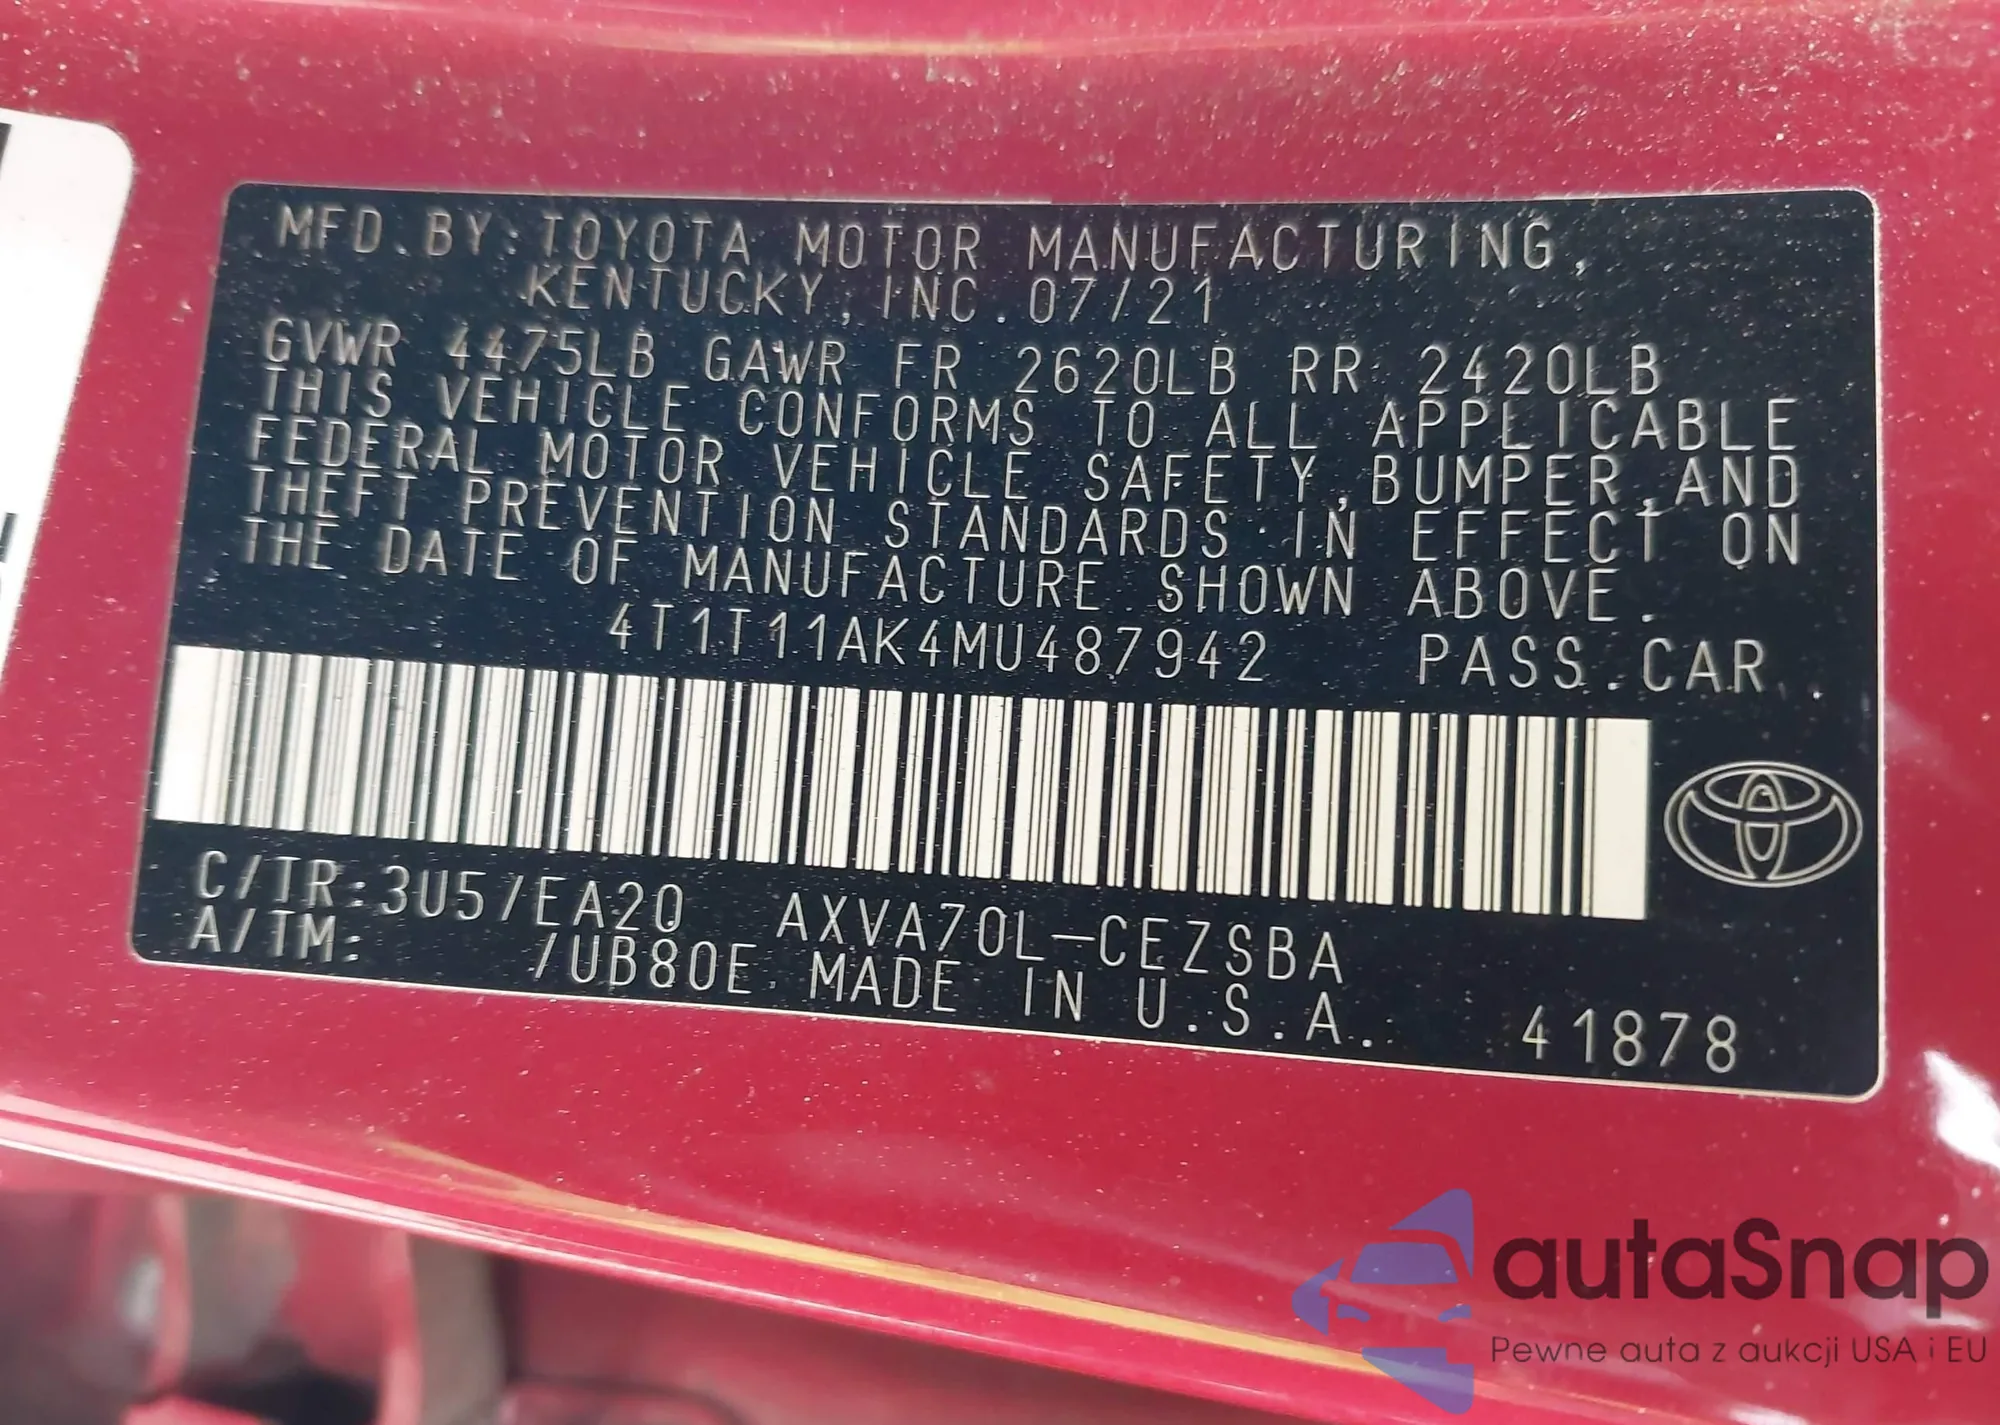 MFD.BY:TOYOTA MOTOR MANUFACTURING,
KENTUCKY,INC.07/21
GVWR 4475LB GAWR FR 2620LB RR 2420LB
THIS VEHICLE CONFORMS TO ALL APPLICABLE
FEDERAL MOTOR VEHICLE SAFETY,BUMPER,AND
THEFT PREVENTION STANDARDS IN EFFECT ON
THE DATE OF MANUFACTURE SHOWN ABOVE.
4T1T11AK4MU487942 PASS.CAR
C/TR:3U5/EA20 AXVA70L-CEZSBA
A/TM: /UB80E MADE IN U.S.A. 41878
autaSnap
Pewne auta z aukcji USA i EU